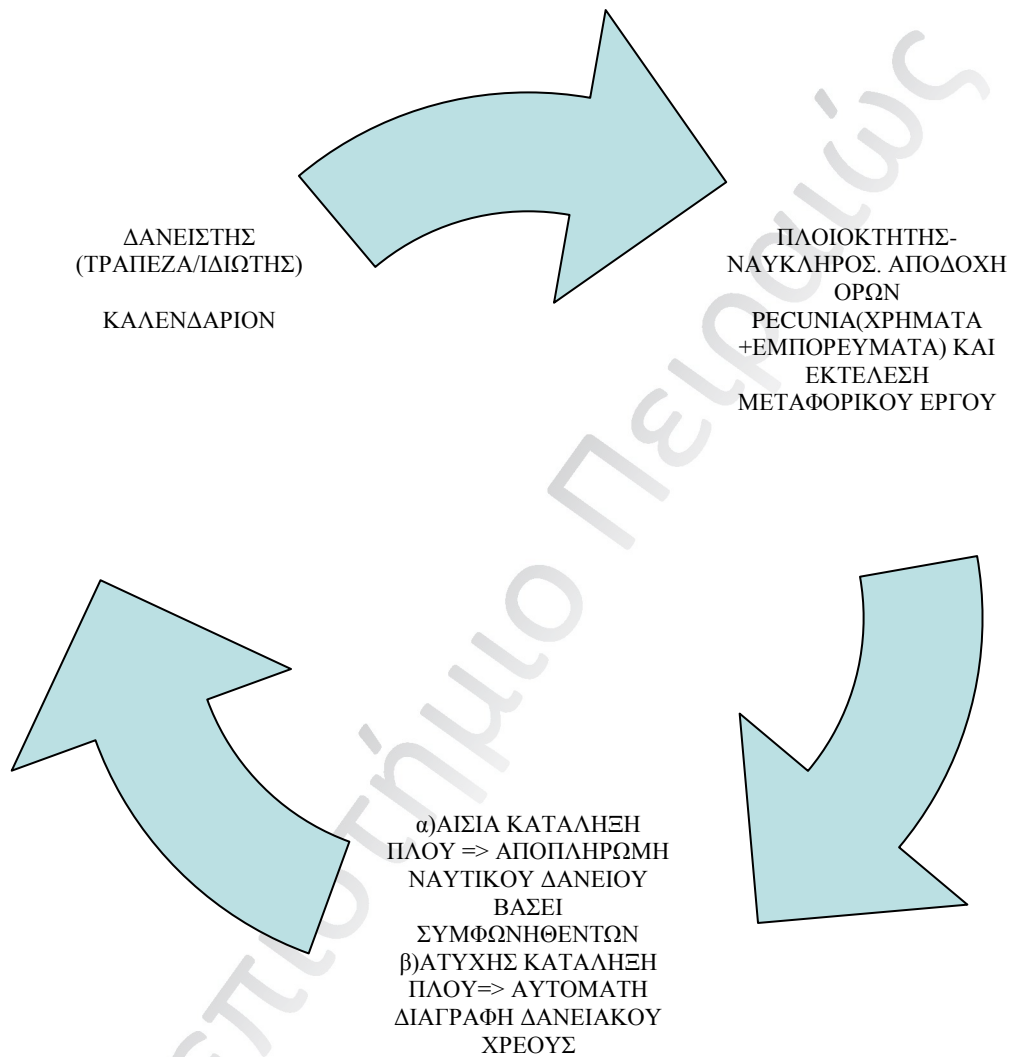 ΔΑΝΕΙΣΤΗΣ
(ΤΡΑΠΕΖΑ/ΙΔΙΩΤΗΣ)
ΚΑΛΕΝΔΑΡΙΟΝ
ΠΛΟΙΟΚΤΗΤΗΣ-
ΝΑΥΚΛΗΡΟΣ. ΑΠΟΔΟΧΗ
ΟΡΩΝ
PECUNIA(ΧΡΗΜΑΤΑ
+ΕΜΠΟΡΕΥΜΑΤΑ) ΚΑΙ
ΕΚΤΕΛΕΣΗ
ΜΕΤΑΦΟΡΙΚΟΥ ΕΡΓΟΥ
α)ΑΙΣΙΑ ΚΑΤΑΛΗΞΗ
ΠΛΟΥ => ΑΠΟΠΛΗΡΩΜΗ
ΝΑΥΤΙΚΟΥ ΔΑΝΕΙΟΥ
ΒΑΣΕΙ
ΣΥΜΦΩΝΗΘΕΝΤΩΝ
β)ΑΤΥΧΗΣ ΚΑΤΑΛΗΞΗ
ΠΛΟΥ=> ΑΥΤΟΜΑΤΗ
ΔΙΑΓΡΑΦΗ ΔΑΝΕΙΑΚΟΥ
ΧΡΕΟΥΣ
Πειραιώς